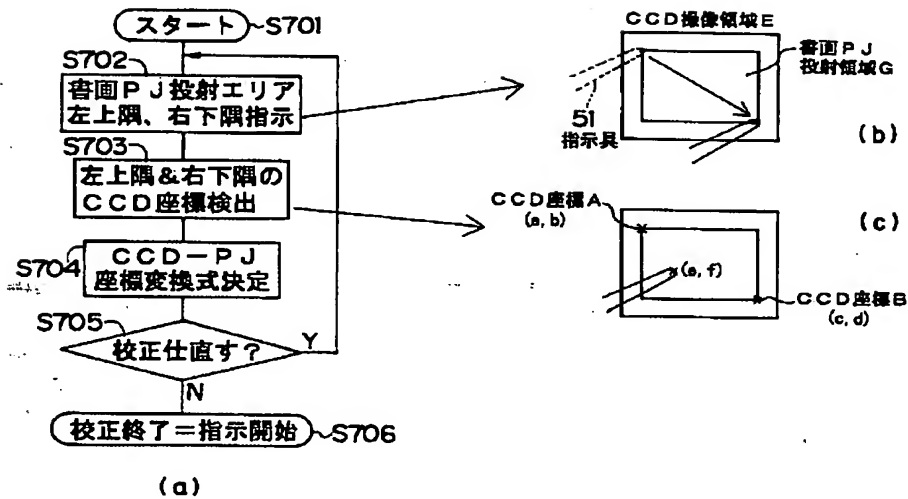 スタート
S701
S702
書画PJ投射エリア
左上隅、右下隅指示
S703
左上隅&右下隅の
CCD座標検出
S704
CCD-PJ
座標変換式決定
S705
校正仕直す?
Y
N
校正終了=指示開始
S706
(a)
CCD撮像領域E
書画PJ
投射領域G
51
指示具
(b)
CCD座標A
(a, b)
(c)
(e, f)
CCD座標B
(c, d)